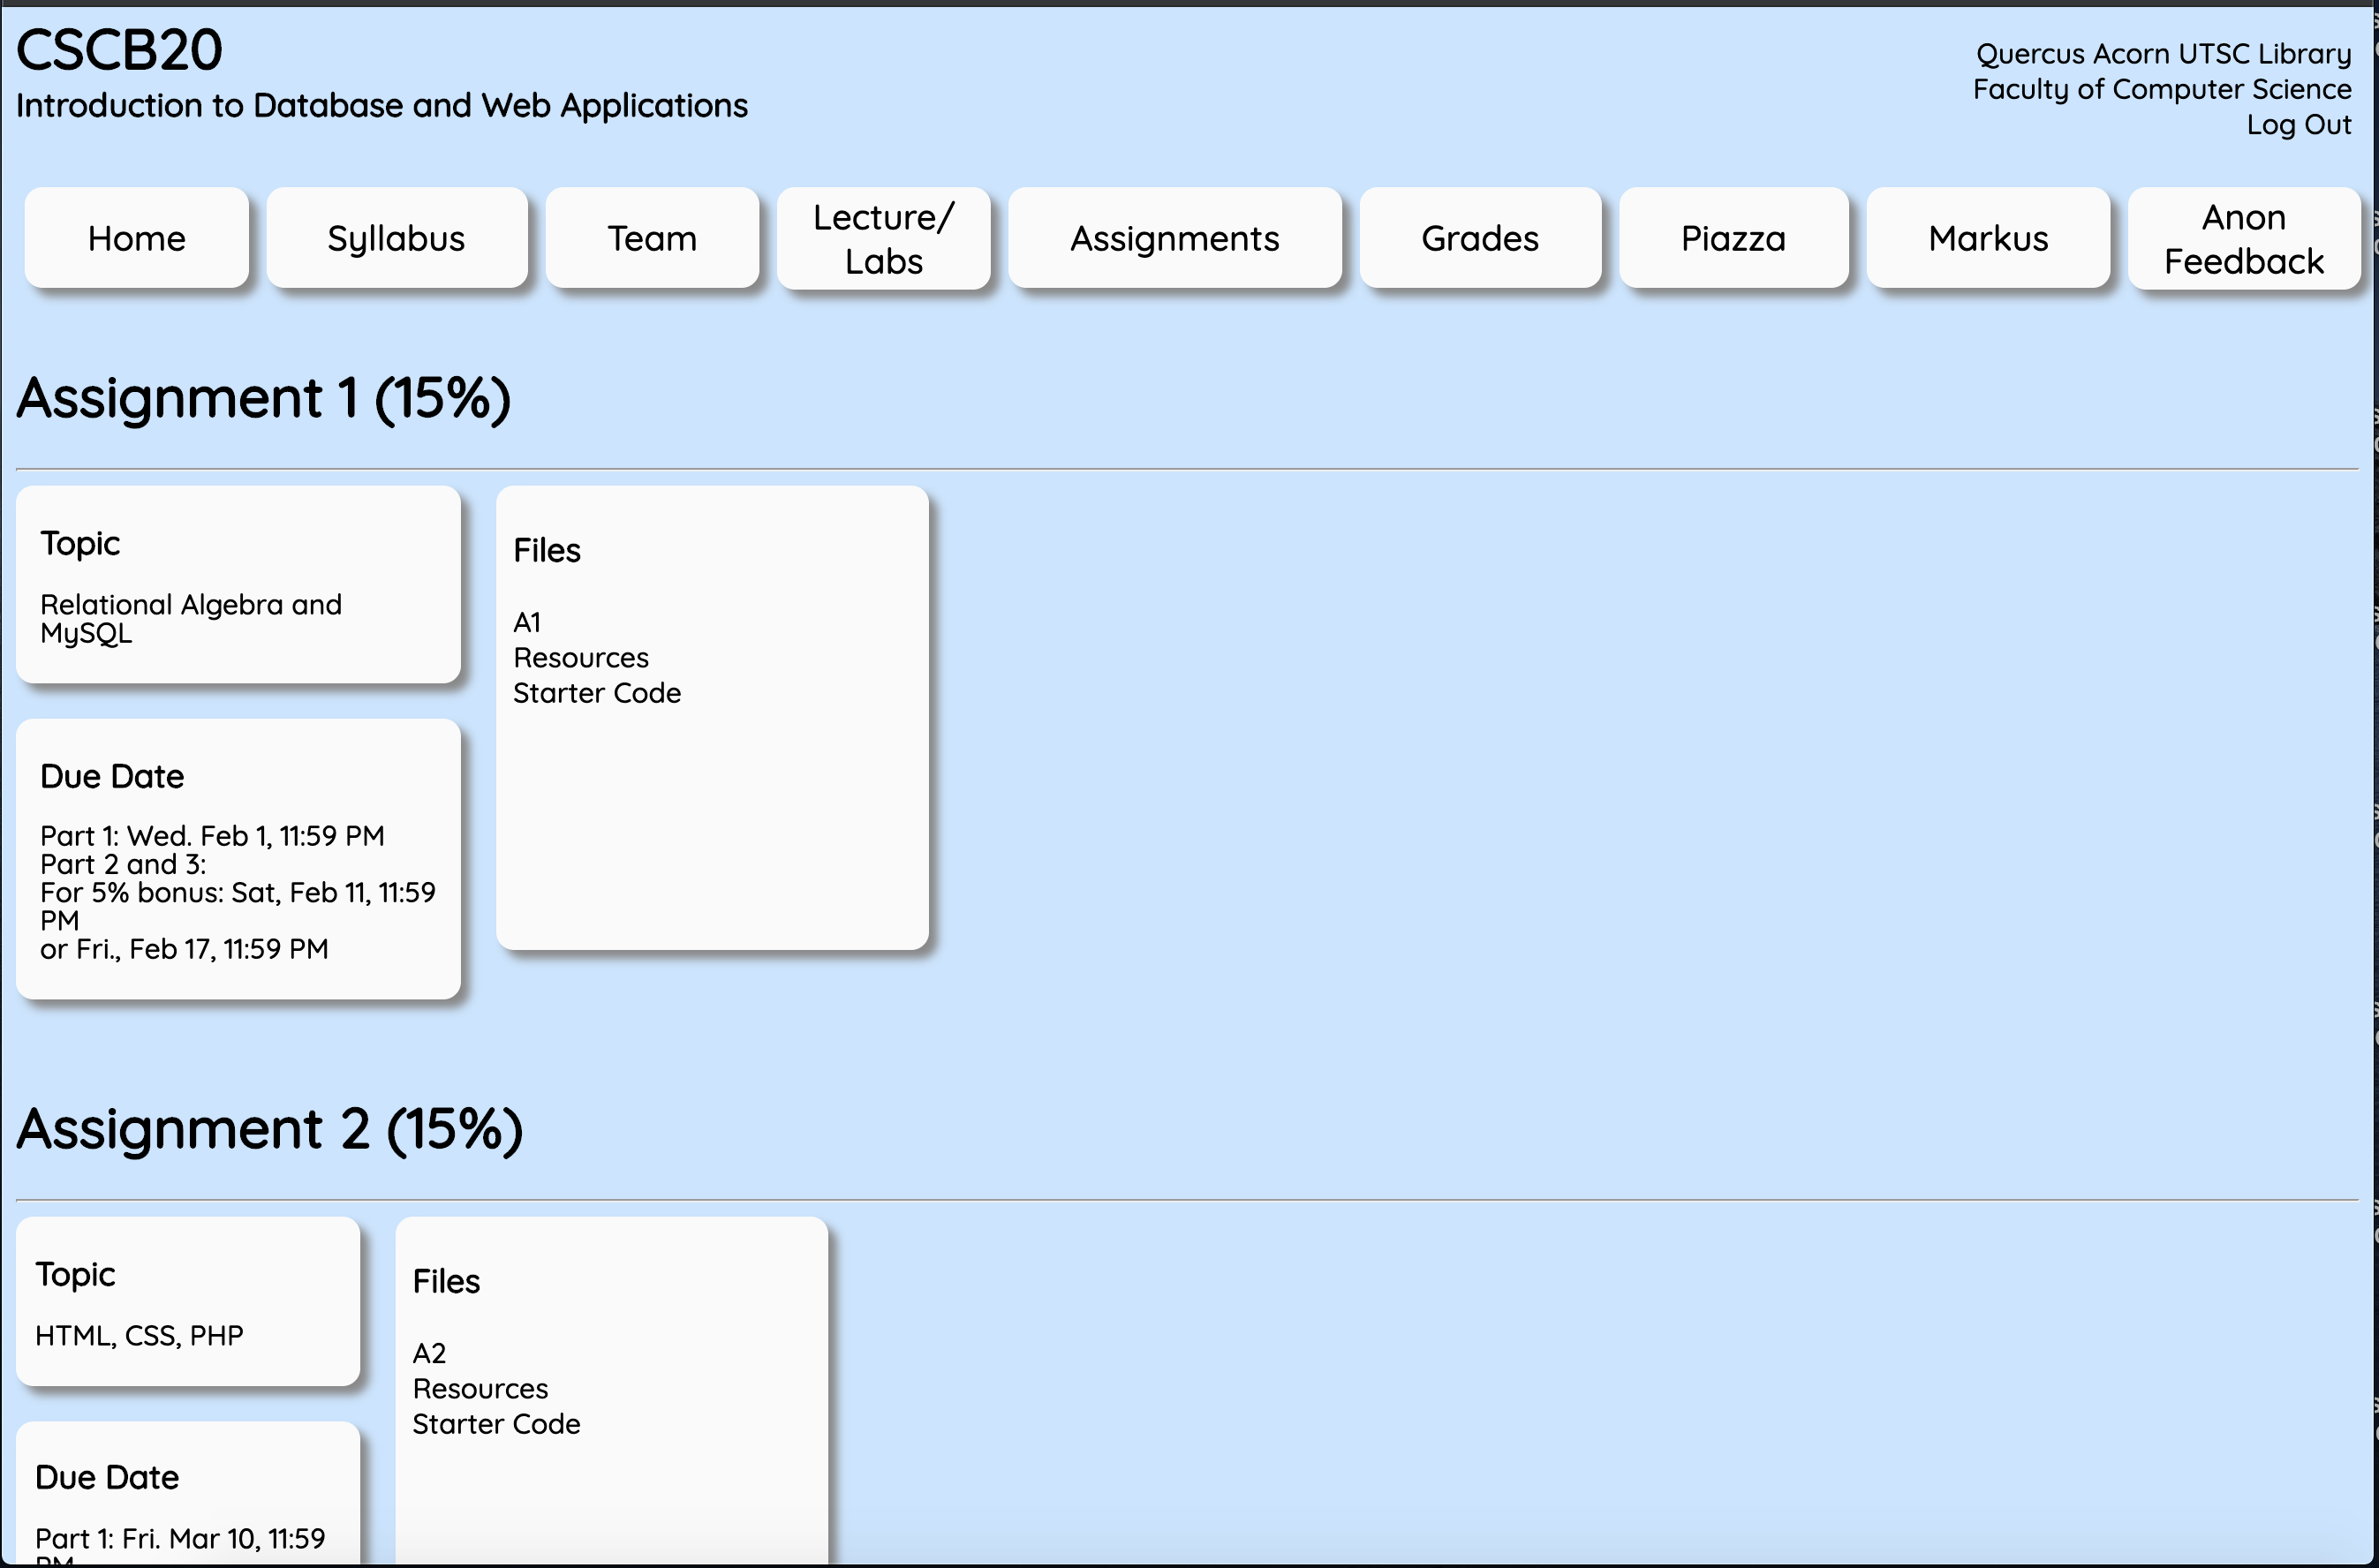 CSCB20
Introduction to Database and Web Applications
Quercus Acorn UTSC Library
Faculty of Computer Science
Log Out
Home
Syllabus
Team
Lecture/
Labs
Assignments
Grades
Piazza
Markus
Anon
Feedback
Assignment 1 (15%)
Topic
Relational Algebra and
MySQL
Due Date
Part 1: Wed. Feb 1, 11:59 PM
Part 2 and 3:
For 5% bonus: Sat, Feb 11, 11:59
PM
or Fri., Feb 17, 11:59 PM
Files
A1
Resources
Starter Code
Assignment 2 (15%)
Topic
HTML, CSS, PHP
Due Date
Part 1: Fri. Mar 10, 11:59
PM
Files
A2
Resources
Starter Code